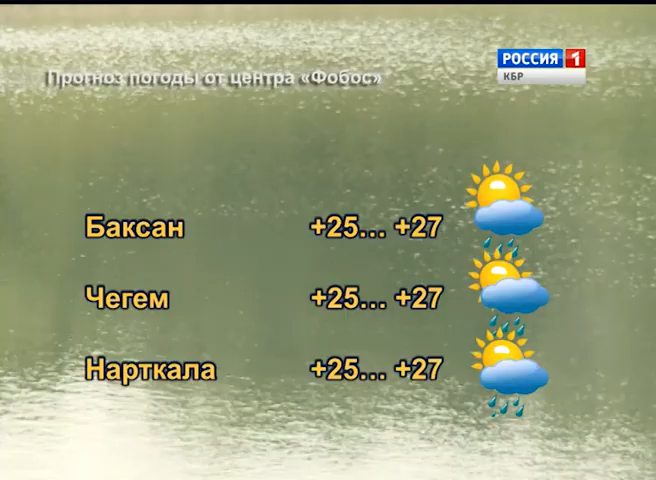 РОССИЯ 1
КБР
Прогноз погоды от центра «Фобос»
Баксан +25... +27
Чегем +25... +27
Нарткала +25... +27